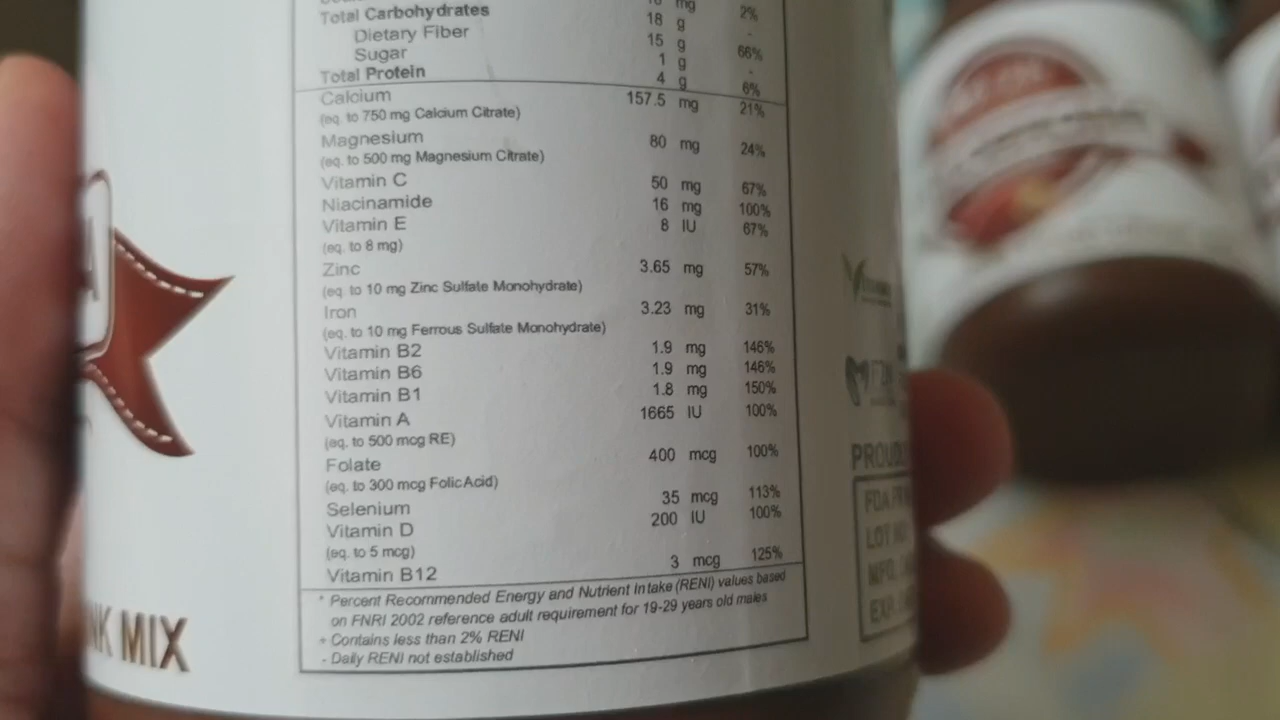 mg
Total Carbohydrates 18 g 2%
Dietary Fiber 15 g -
Sugar 1 g 66%
Total Protein 4 g -
6%
Calcium 157.5 mg 21%
(eq. to 750 mg Calcium Citrate)
Magnesium 80 mg 24%
(eq. to 500 mg Magnesium Citrate)
Vitamin C 50 mg 67%
Niacinamide 16 mg 100%
Vitamin E 8 IU 67%
(eq. to 8 mg)
Zinc 3.65 mg 57%
(eq. to 10 mg Zinc Sulfate Monohydrate)
Iron 3.23 mg 31%
(eq. to 10 mg Ferrous Sulfate Monohydrate)
Vitamin B2 1.9 mg 146%
Vitamin B6 1.9 mg 146%
Vitamin B1 1.8 mg 150%
Vitamin A 1665 IU 100%
(eq. to 500 mcg RE)
Folate 400 mcg 100%
(eq. to 300 mcg Folic Acid)
Selenium 35 mcg 113%
Vitamin D 200 IU 100%
(eq. to 5 mcg)
Vitamin B12 3 mcg 125%
* Percent Recommended Energy and Nutrient Intake (RENI) values based
on FNRI 2002 reference adult requirement for 19-29 years old males
+ Contains less than 2% RENI
- Daily RENI not established
NK MIX
PROUDL
FDA FR
LOT NO
MFG.
EXP.